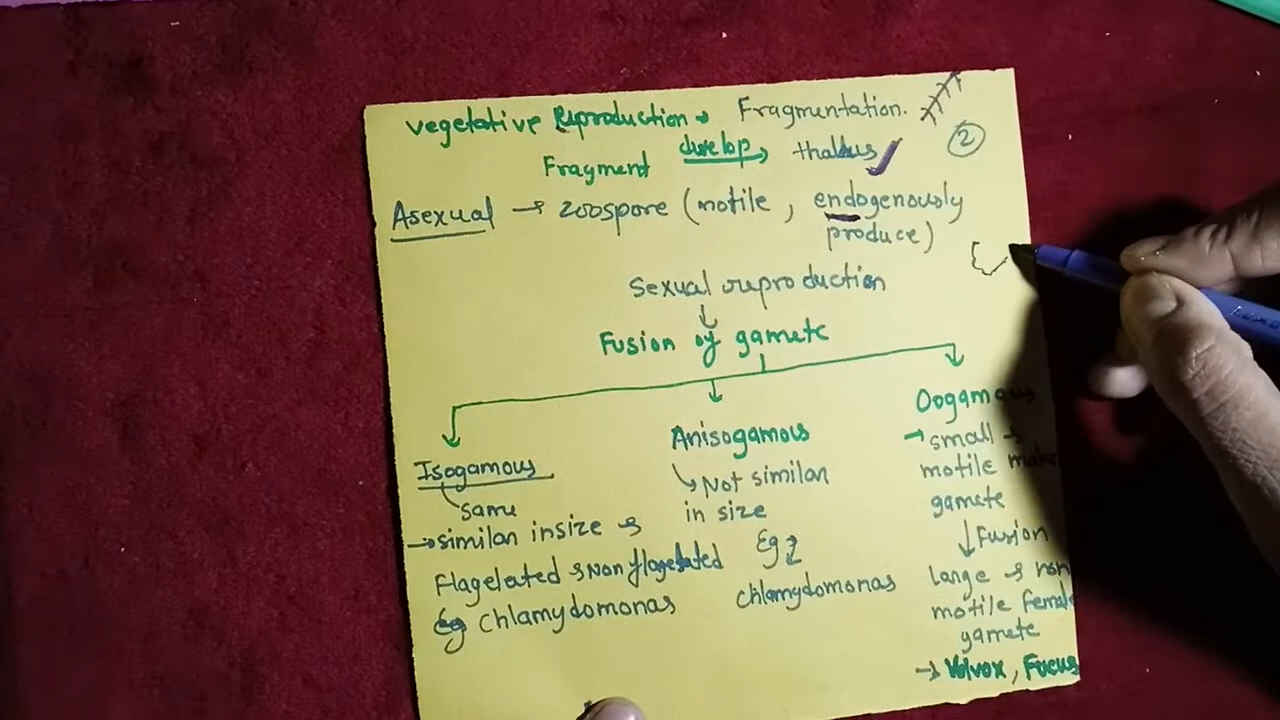 vegetative Reproduction → Fragmentation.
②
Fragment develop→ thallus
Asexual → zoospore (motile, endogenously
produce)
Sexual reproduction
↓
Fusion of gamete
Isogamous
same
→ similar in size &
Flagelated & Non flagelated
Eg chlamydomonas
Anisogamous
↳ Not similar
in size
Eg
chlamydomonas
Oogamous
→ small &
motile male
gamete
↓ Fusion
large & non
motile female
gamete
→ Volvox, Fucus